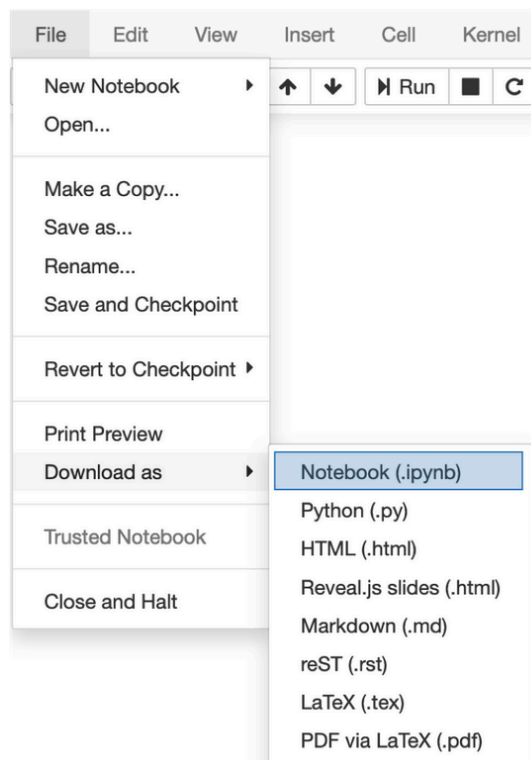 File Edit View Insert Cell Kernel
New Notebook
Run
Open...
Make a Copy...
Save as...
Rename...
Save and Checkpoint
Revert to Checkpoint
Print Preview
Download as
Notebook (.ipynb)
Python (.py)
HTML (.html)
Trusted Notebook
Reveal.js slides (.html)
Close and Halt
Markdown (.md)
reST (.rst)
LaTeX (.tex)
PDF via LaTeX (.pdf)